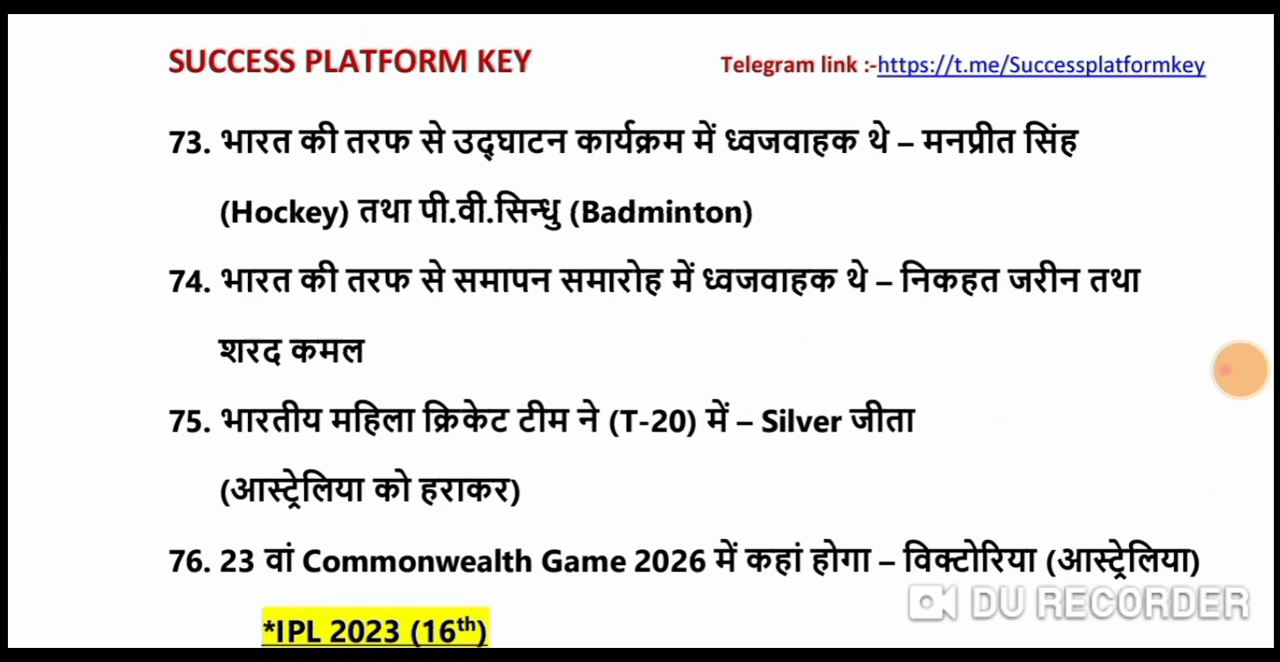 SUCCESS PLATFORM KEY Telegram link :-https://t.me/Successplatformkey
73. भारत की तरफ से उद्घाटन कार्यक्रम में ध्वजवाहक थे – मनप्रीत सिंह
(Hockey) तथा पी.वी.सिन्धु (Badminton)
74. भारत की तरफ से समापन समारोह में ध्वजवाहक थे – निकहत जरीन तथा
शरद कमल
75. भारतीय महिला क्रिकेट टीम ने (T-20) में – Silver जीता
(आस्ट्रेलिया को हराकर)
76. 23 वां Commonwealth Game 2026 में कहां होगा – विक्टोरिया (आस्ट्रेलिया)
DU RECORDER
*IPL 2023 (16th)